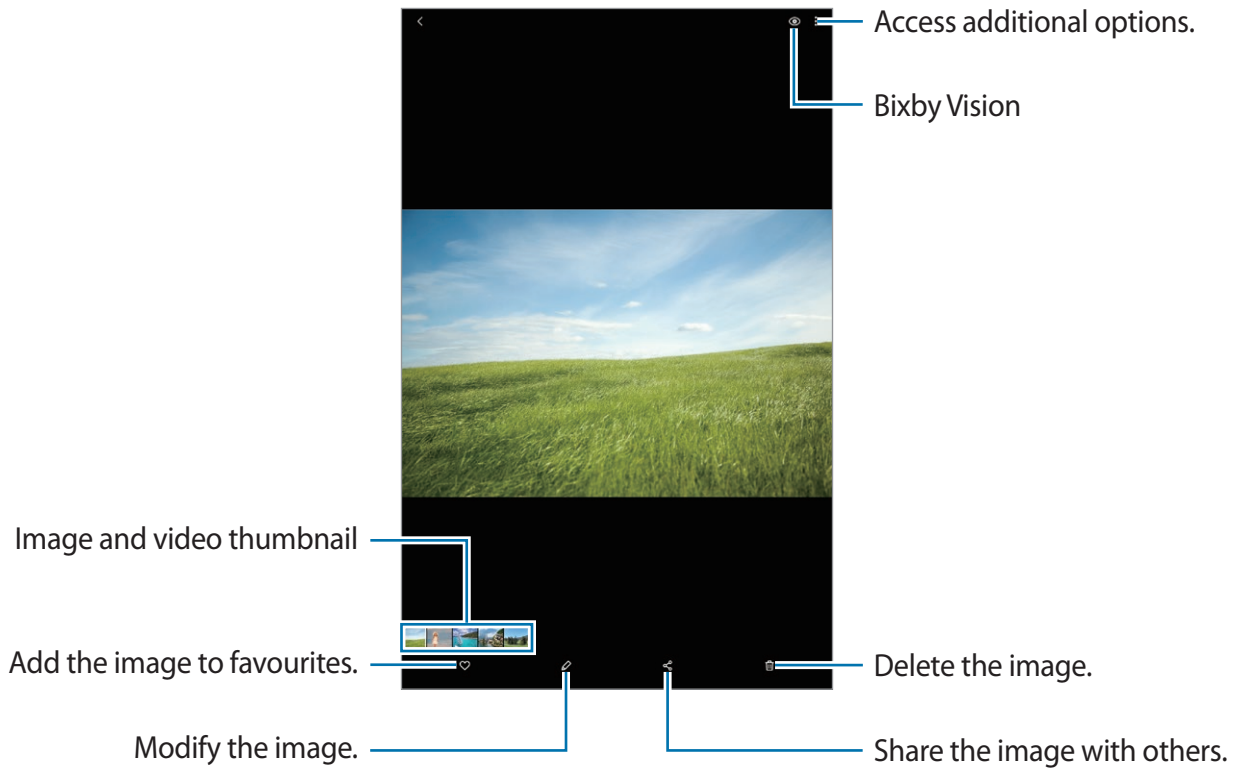 Access additional options.
Bixby Vision
Image and video thumbnail
Add the image to favourites.
Delete the image.
Modify the image.
Share the image with others.